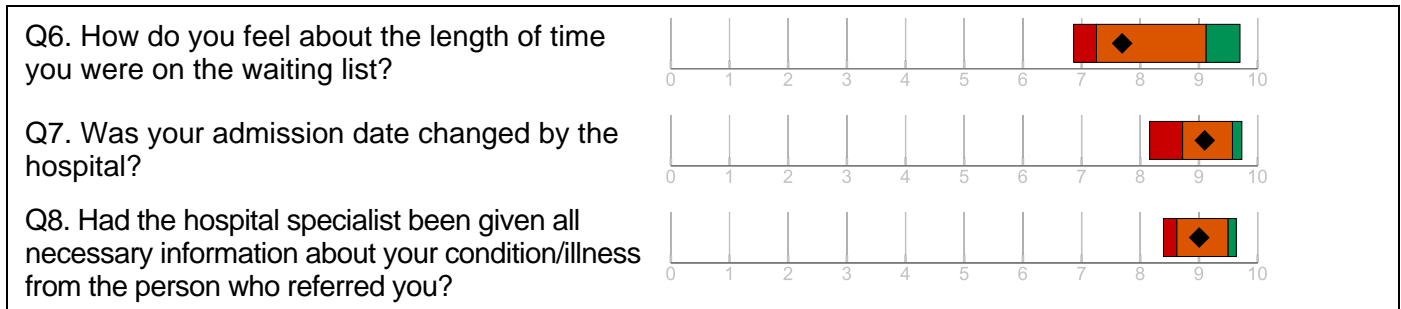 Q6. How do you feel about the length of time
you were on the waiting list?
0 1 2 3 4 5 6 7 8 9 10
Q7. Was your admission date changed by the
hospital?
0 1 2 3 4 5 6 7 8 9 10
Q8. Had the hospital specialist been given all
necessary information about your condition/illness
from the person who referred you?
0 1 2 3 4 5 6 7 8 9 10